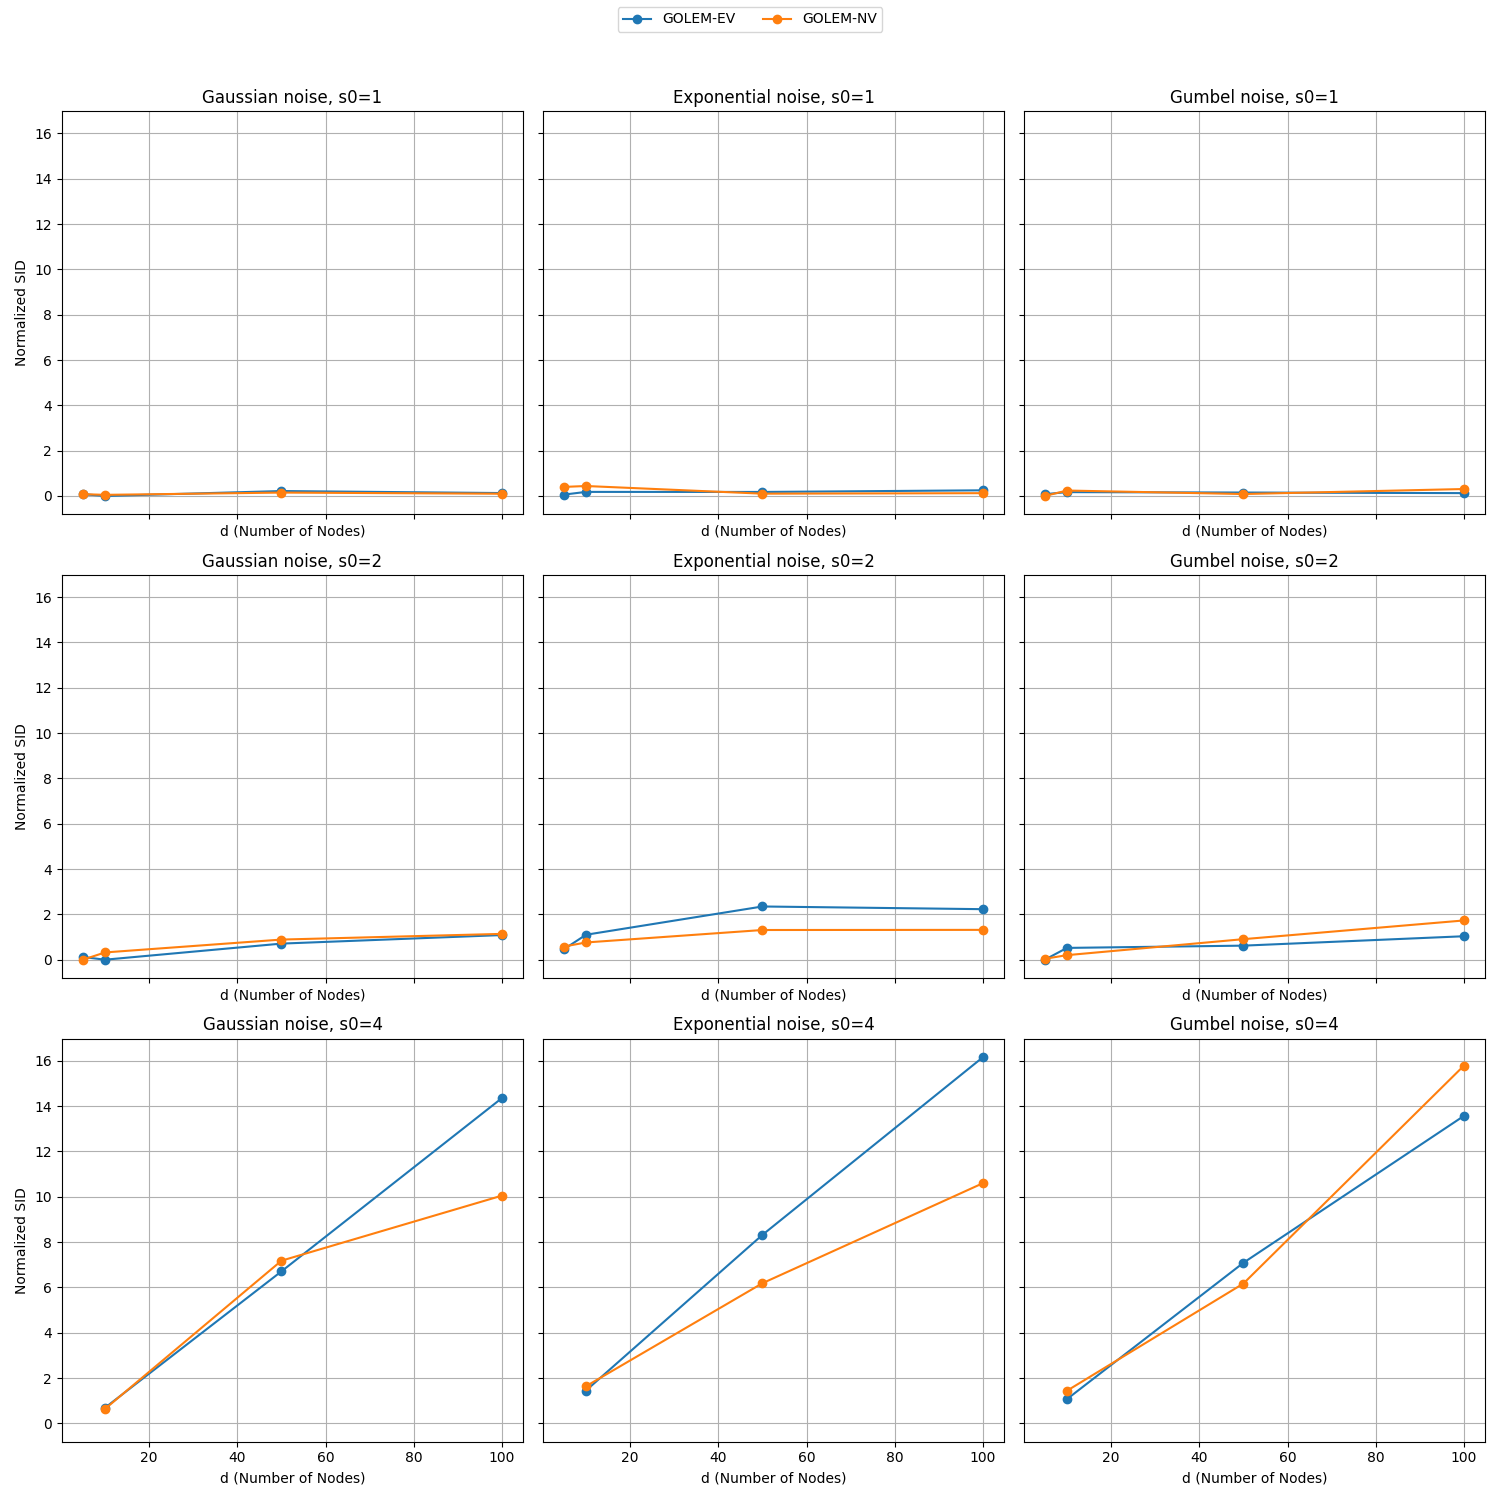 GOLEM-EV GOLEM-NV
Gaussian noise, s0=1 Exponential noise, s0=1 Gumbel noise, s0=1
16
14
12
10
8
6
4
2
0
Normalized SID
d (Number of Nodes) d (Number of Nodes) d (Number of Nodes)
Gaussian noise, s0=2 Exponential noise, s0=2 Gumbel noise, s0=2
16
14
12
10
8
6
4
2
0
Normalized SID
d (Number of Nodes) d (Number of Nodes) d (Number of Nodes)
Gaussian noise, s0=4 Exponential noise, s0=4 Gumbel noise, s0=4
16
14
12
10
8
6
4
2
0
Normalized SID
20 40 60 80 100 20 40 60 80 100 20 40 60 80 100
d (Number of Nodes) d (Number of Nodes) d (Number of Nodes)